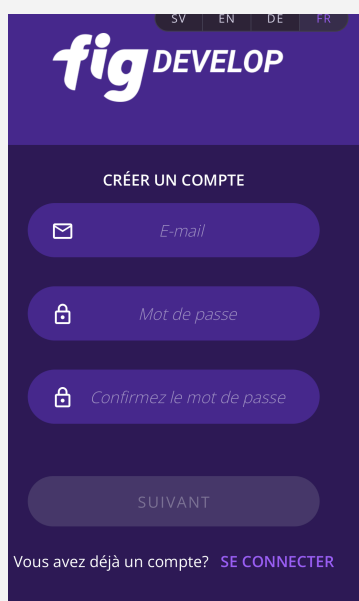 SV EN DE FR
fig DEVELOP
CRÉER UN COMPTE
E-mail
Mot de passe
Confirmez le mot de passe
SUIVANT
Vous avez déjà un compte? SE CONNECTER